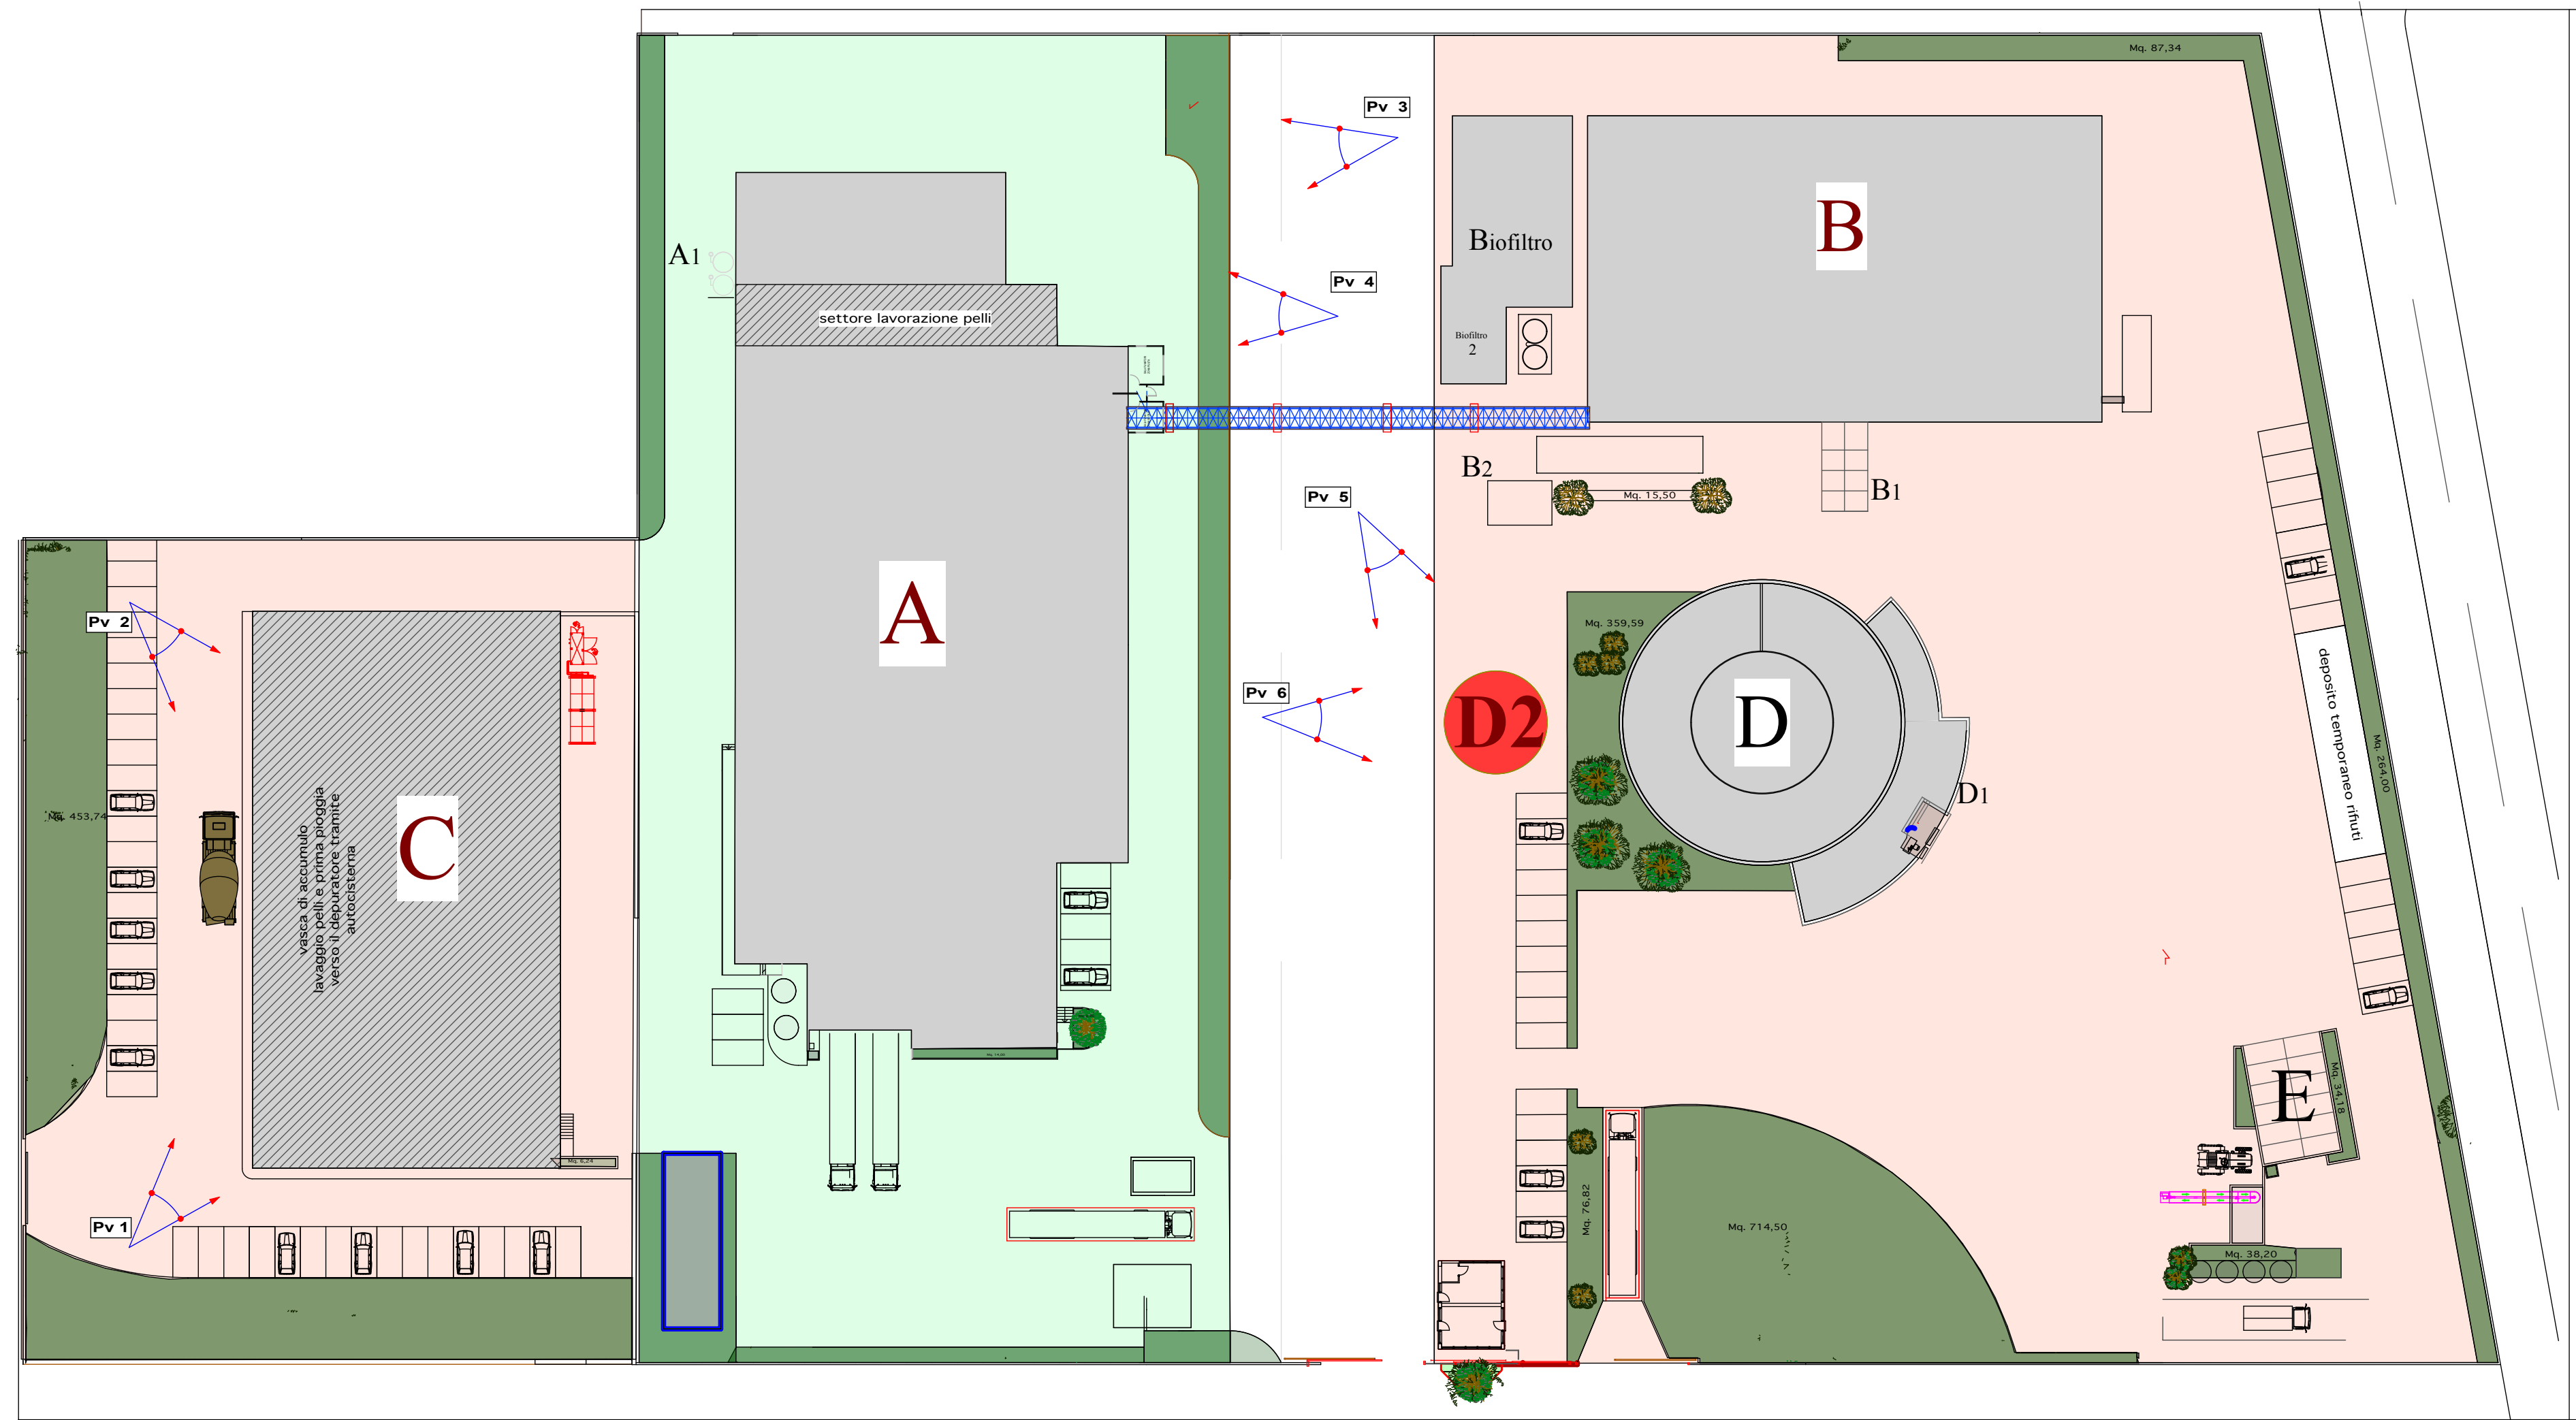 Mq. 87,34
Pv 3
A1
Biofiltro
B
Pv 4
settore lavorazione pelli
Biofiltro
2
B2
Mq. 15,50
B1
Pv 5
A
Pv 2
Mq. 359,59
deposito temporaneo rifiuti
Mq. 264,00
Pv 6
D2
D
D1
Mq. 453,74
vasca di accumulo
lavaggio pelli e prima pioggia
verso il depuratore tramite
autocisterna
C
E
Mq. 34,18
Mq. 6,24
Mq. 76,82
Mq. 714,50
Pv 1
Mq. 38,20